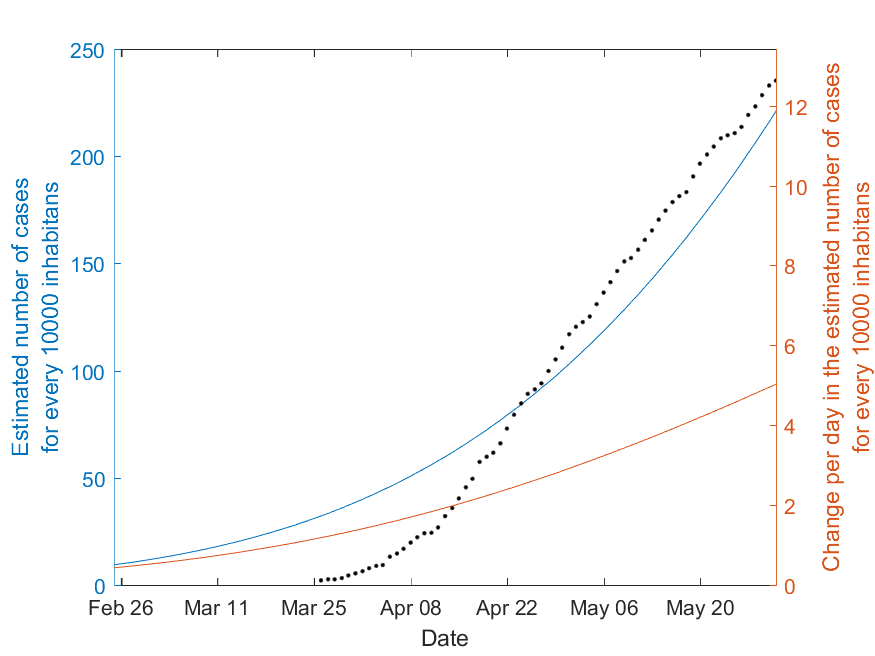 Estimated number of cases
for every 10000 inhabitans
250
200
150
100
50
0
12
10
8
6
4
2
0
Change per day in the estimated number of cases
for every 10000 inhabitans
Feb 26 Mar 11 Mar 25 Apr 08 Apr 22 May 06 May 20
Date